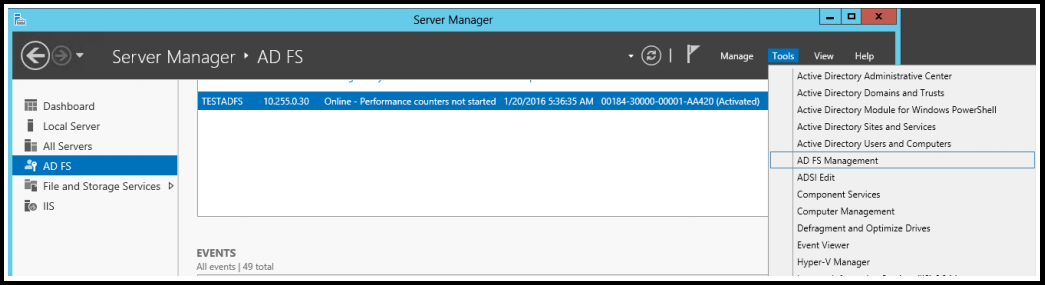 Server Manager
Server Manager ‣ AD FS
Manage
Tools
View
Help
Dashboard
Local Server
All Servers
AD FS
File and Storage Services
IIS
TESTADFS 10.255.0.30 Online - Performance counters not started 1/20/2016 5:36:35 AM 00184-30000-00001-AA420 (Activated)
EVENTS
All events | 49 total
Active Directory Administrative Center
Active Directory Domains and Trusts
Active Directory Module for Windows PowerShell
Active Directory Sites and Services
Active Directory Users and Computers
AD FS Management
ADSI Edit
Component Services
Computer Management
Defragment and Optimize Drives
Event Viewer
Hyper-V Manager